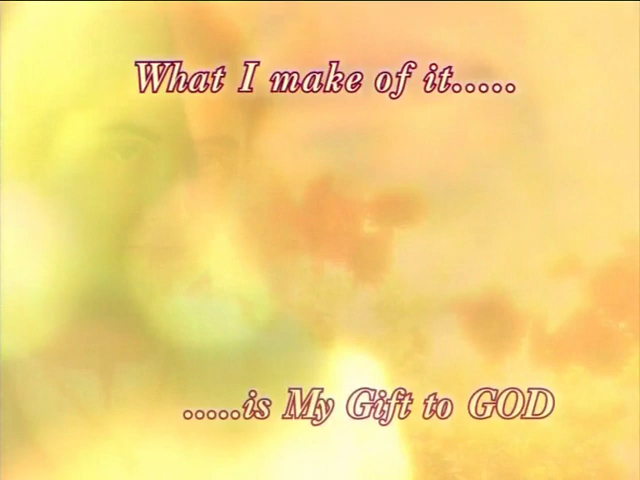 What I make of it.....
.....is My Gift to GOD